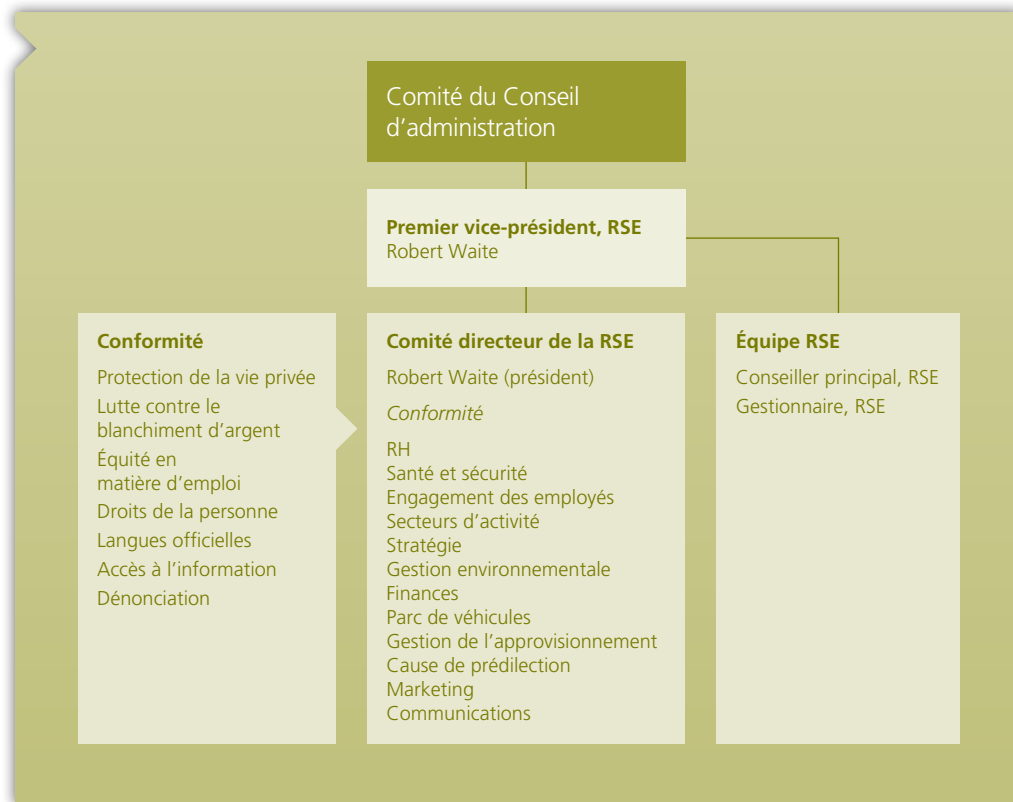 Comité du Conseil
d’administration
Premier vice-président, RSE
Robert Waite
Conformité
Protection de la vie privée
Lutte contre le
blanchiment d’argent
Équité en
matière d’emploi
Droits de la personne
Langues officielles
Accès à l’information
Dénonciation
Comité directeur de la RSE
Robert Waite (président)
Conformité
RH
Santé et sécurité
Engagement des employés
Secteurs d’activité
Stratégie
Gestion environnementale
Finances
Parc de véhicules
Gestion de l’approvisionnement
Cause de prédilection
Marketing
Communications
Équipe RSE
Conseiller principal, RSE
Gestionnaire, RSE